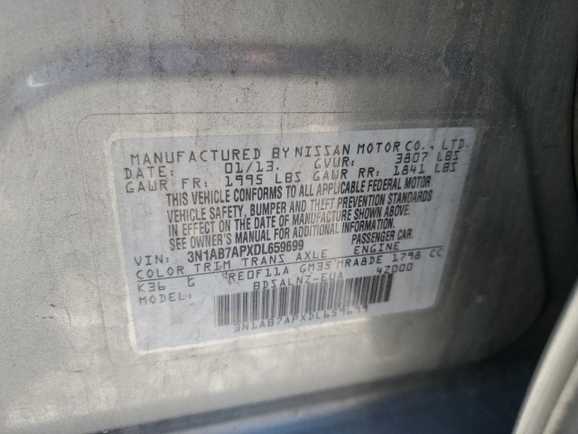 MANUFACTURED BY NISSAN MOTOR CO., LTD.
DATE: 01/13. GVWR: 3807 LBS
GAWR FR: 1995 LBS GAWR RR: 1841 LBS
THIS VEHICLE CONFORMS TO ALL APPLICABLE FEDERAL MOTOR
VEHICLE SAFETY, BUMPER AND THEFT PREVENTION STANDARDS
IN EFFECT ON THE DATE OF MANUFACTURE SHOWN ABOVE.
SEE OWNER'S MANUAL FOR ADDITIONAL INFORMATION.
VIN: 3N1AB7APXDL659699 PASSENGER CAR.
COLOR TRIM TRANS AXLE ENGINE
K36 G RE0F11A GM35 MRA8DE 1798 CC
MODEL: BDSALNZ-EUA 42000
3N1AB7APXDL659699